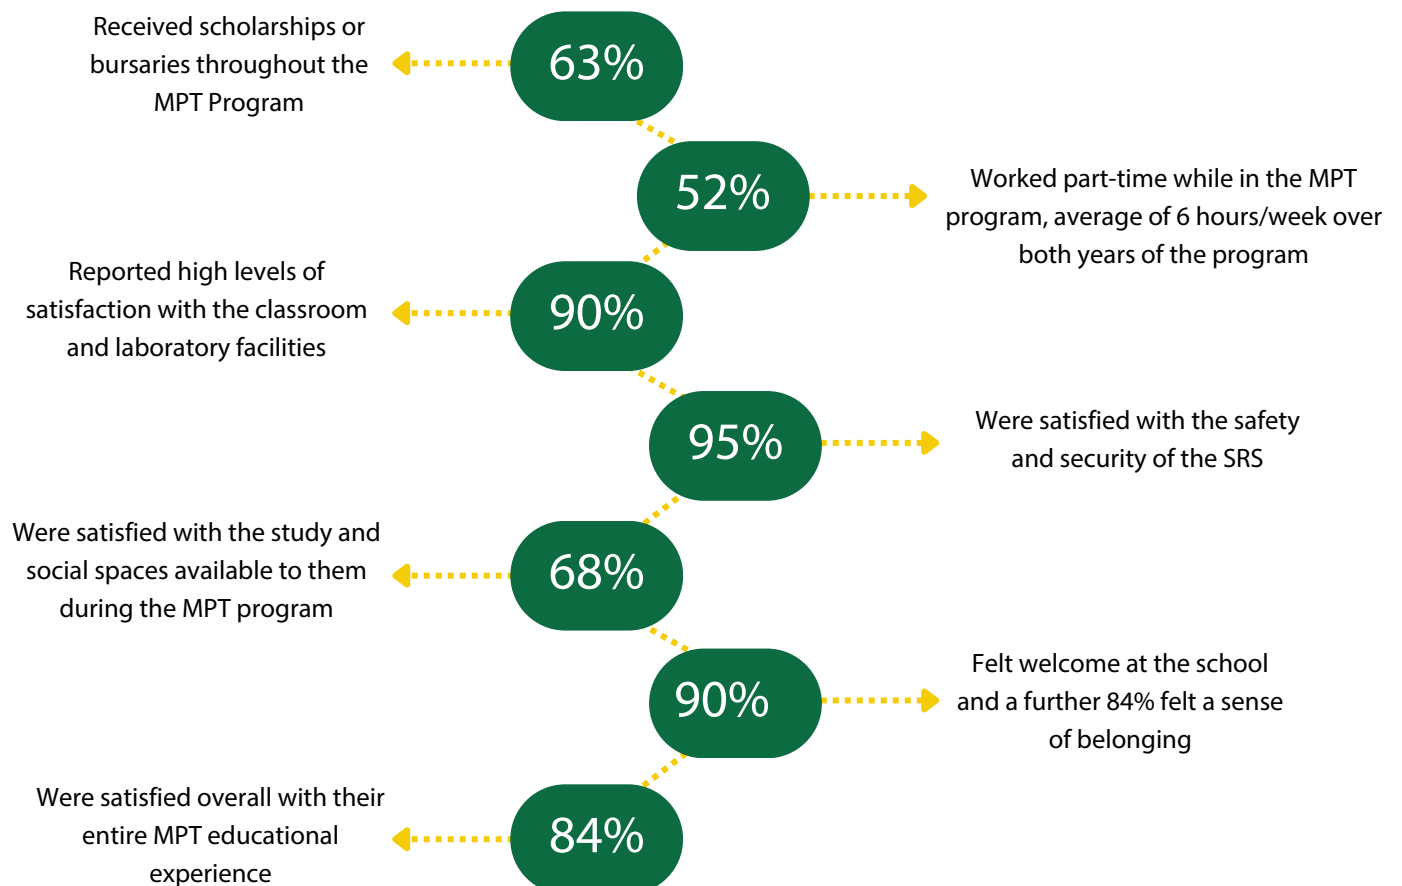 Received scholarships or
bursaries throughout the
MPT Program
63%
52%
Worked part-time while in the MPT
program, average of 6 hours/week over
both years of the program
Reported high levels of
satisfaction with the classroom
and laboratory facilities
90%
95%
Were satisfied with the safety
and security of the SRS
Were satisfied with the study and
social spaces available to them
during the MPT program
68%
90%
Felt welcome at the school
and a further 84% felt a sense
of belonging
Were satisfied overall with their
entire MPT educational
experience
84%